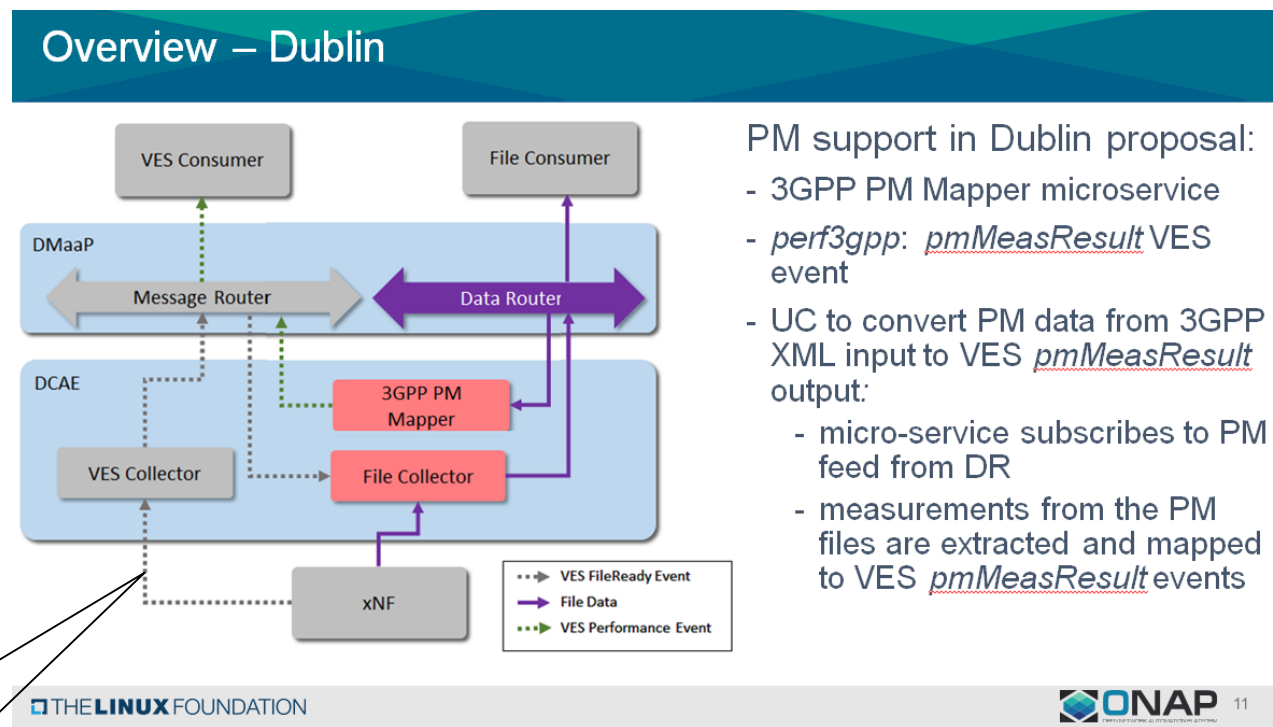 Overview – Dublin
VES Consumer
File Consumer
DMaaP
Message Router
Data Router
DCAE
3GPP PM
Mapper
VES Collector
File Collector
xNF
VES FileReady Event
File Data
VES Performance Event
PM support in Dublin proposal:
- 3GPP PM Mapper microservice
- perf3gpp: pmMeasResult VES
event
- UC to convert PM data from 3GPP
XML input to VES pmMeasResult
output:
- micro-service subscribes to PM
feed from DR
- measurements from the PM
files are extracted and mapped
to VES pmMeasResult events
THE LINUX FOUNDATION
ONAP
OPEN NETWORK AUTOMATION PLATFORM
11